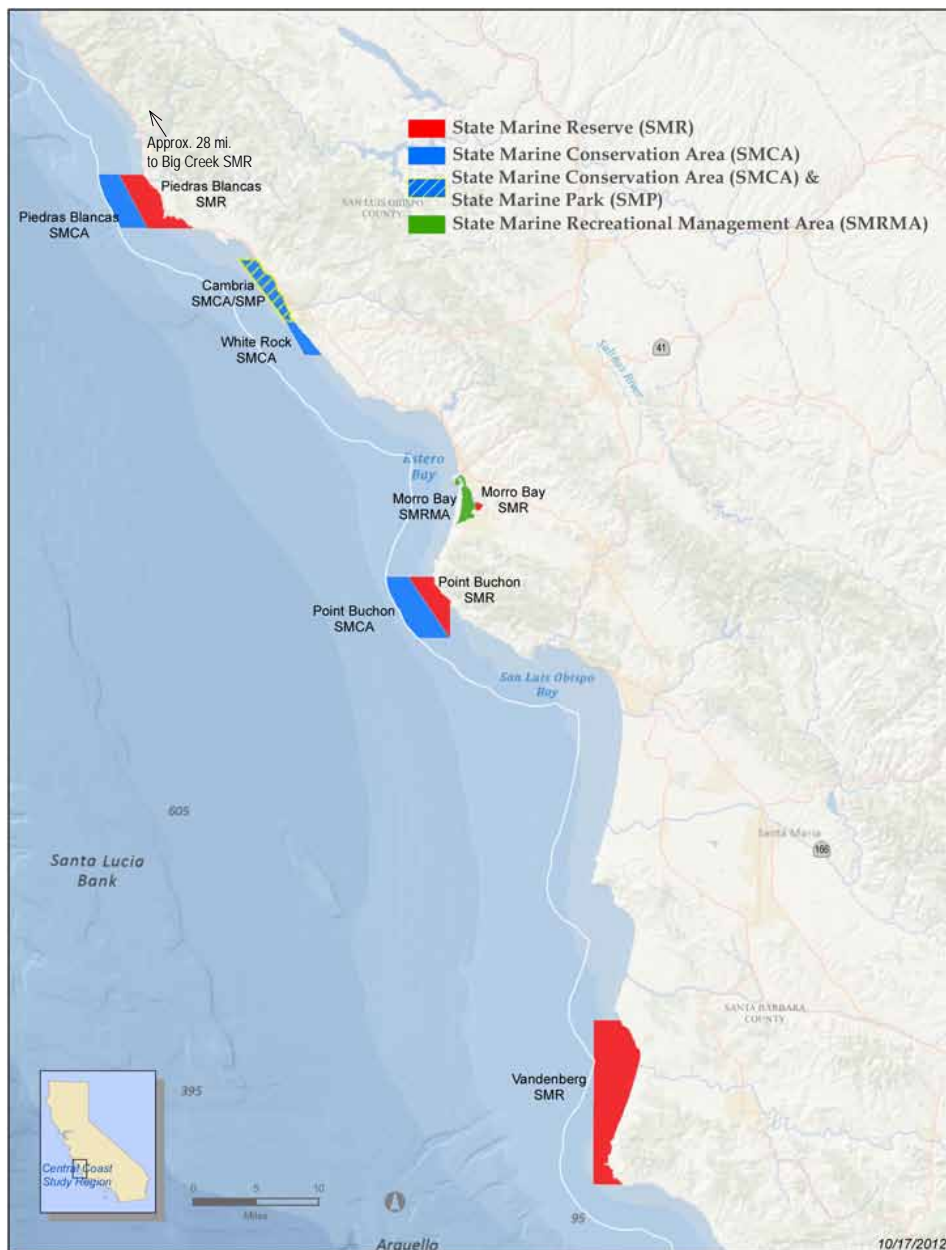 Approx. 28 mi.
to Big Creek SMR
State Marine Reserve (SMR)
State Marine Conservation Area (SMCA)
State Marine Conservation Area (SMCA) &
State Marine Park (SMP)
State Marine Recreational Management Area (SMRMA)
Piedras Blancas
SMR
SAN LUIS OBISPO
COUNTY
Piedras Blancas
SMCA
Cambria
SMCA/SMP
White Rock
SMCA
41
Salinas River
Estero
Bay
Morro Bay
SMRMA
Morro Bay
SMR
Point Buchon
SMR
Point Buchon
SMCA
San Luis Obispo
Bay
605
Santa Lucia
Bank
Santa Maria
166
SANTA BARBARA
COUNTY
Vandenberg
SMR
395
Central Coast
Study Region
0 5 10
Miles
95
Arguello
10/17/2012